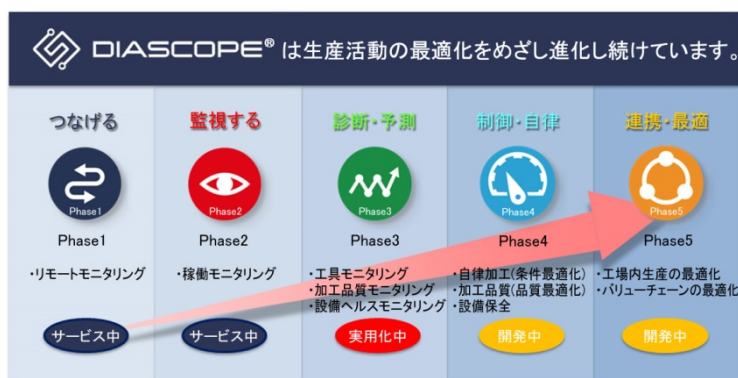 DIASCOPE® は生産活動の最適化をめざし進化し続けています。
つなげる
Phase1
Phase1
・リモートモニタリング
サービス中
監視する
Phase2
Phase2
・稼働モニタリング
サービス中
診断・予測
Phase3
Phase3
・工具モニタリング
・加工品質モニタリング
・設備ヘルスモニタリング
実用化中
制御・自律
Phase4
Phase4
・自律加工(条件最適化)
・加工品質(品質最適化)
・設備保全
開発中
連携・最適
Phase5
Phase5
・工場内生産の最適化
・バリューチェーンの最適化
開発中